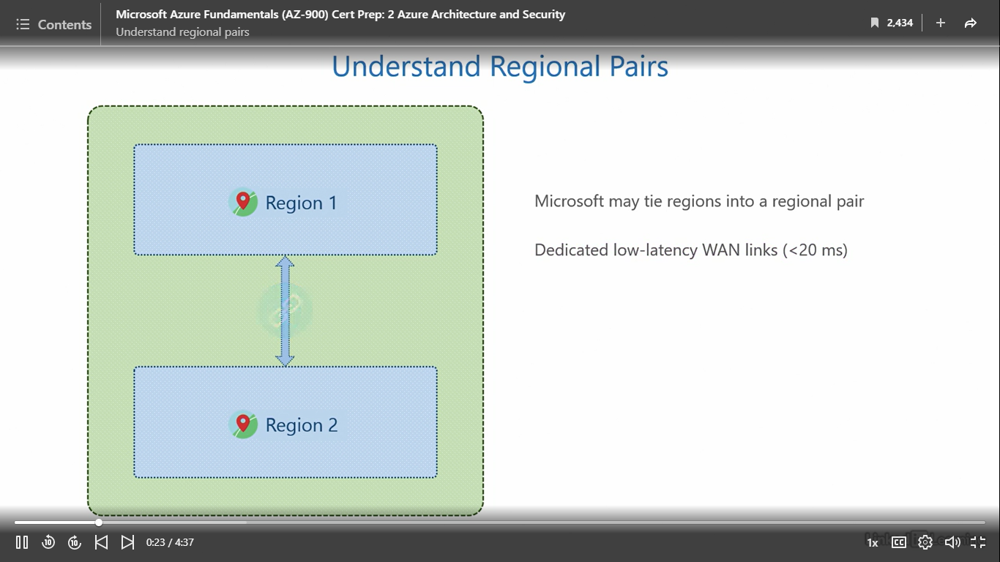 Contents
Microsoft Azure Fundamentals (AZ-900) Cert Prep: 2 Azure Architecture and Security
Understand regional pairs
2,434
Understand Regional Pairs
Region 1
Region 2
Microsoft may tie regions into a regional pair
Dedicated low-latency WAN links (<20 ms)
10
10
0:23 / 4:37
1x
CC